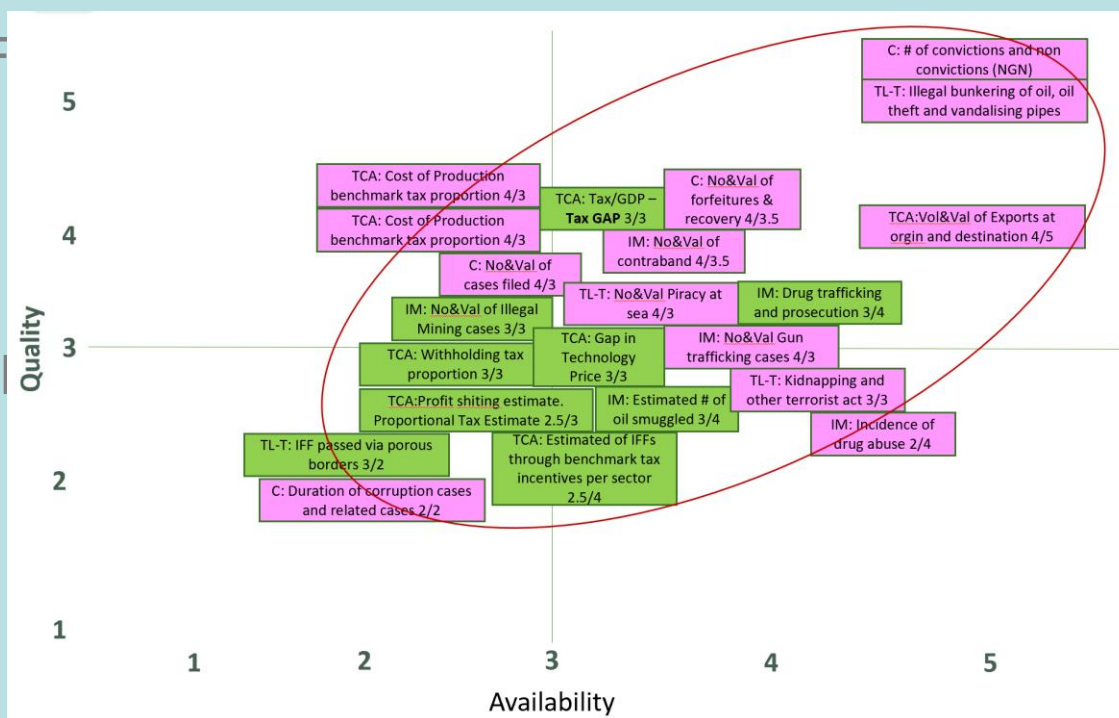 C: # of convictions and non
convictions (NGN)
TL-T: Illegal bunkering of oil, oil
theft and vandalising pipes
5
TCA: Cost of Production
benchmark tax proportion 4/3
TCA: Cost of Production
benchmark tax proportion 4/3
TCA: Tax/GDP –
Tax GAP 3/3
C: No&Val of
forfeitures &
recovery 4/3.5
TCA:Vol&Val of Exports at
orgin and destination 4/5
4
IM: No&Val of
contraband 4/3.5
C: No&Val of
cases filed 4/3
TL-T: No&Val Piracy at
sea 4/3
IM: Drug trafficking
and prosecution 3/4
IM: No&Val of Illegal
Mining cases 3/3
Quality
3
TCA: Withholding tax
proportion 3/3
TCA: Gap in
Technology
Price 3/3
IM: No&Val Gun
trafficking cases 4/3
TL-T: Kidnapping and
other terrorist act 3/3
TCA:Profit shiting estimate.
Proportional Tax Estimate 2.5/3
IM: Estimated # of
oil smuggled 3/4
IM: Incidence of
drug abuse 2/4
TL-T: IFF passed via porous
borders 3/2
TCA: Estimated of IFFs
through benchmark tax
incentives per sector
2.5/4
2
C: Duration of corruption cases
and related cases 2/2
1
1
2
3
4
5
Availability